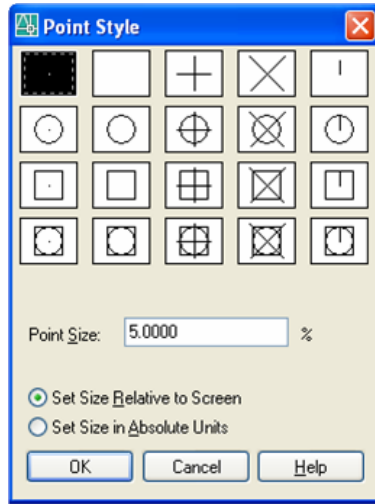 Point Style
Point Size: 5.0000 %
Set Size Relative to Screen
Set Size in Absolute Units
OK Cancel Help